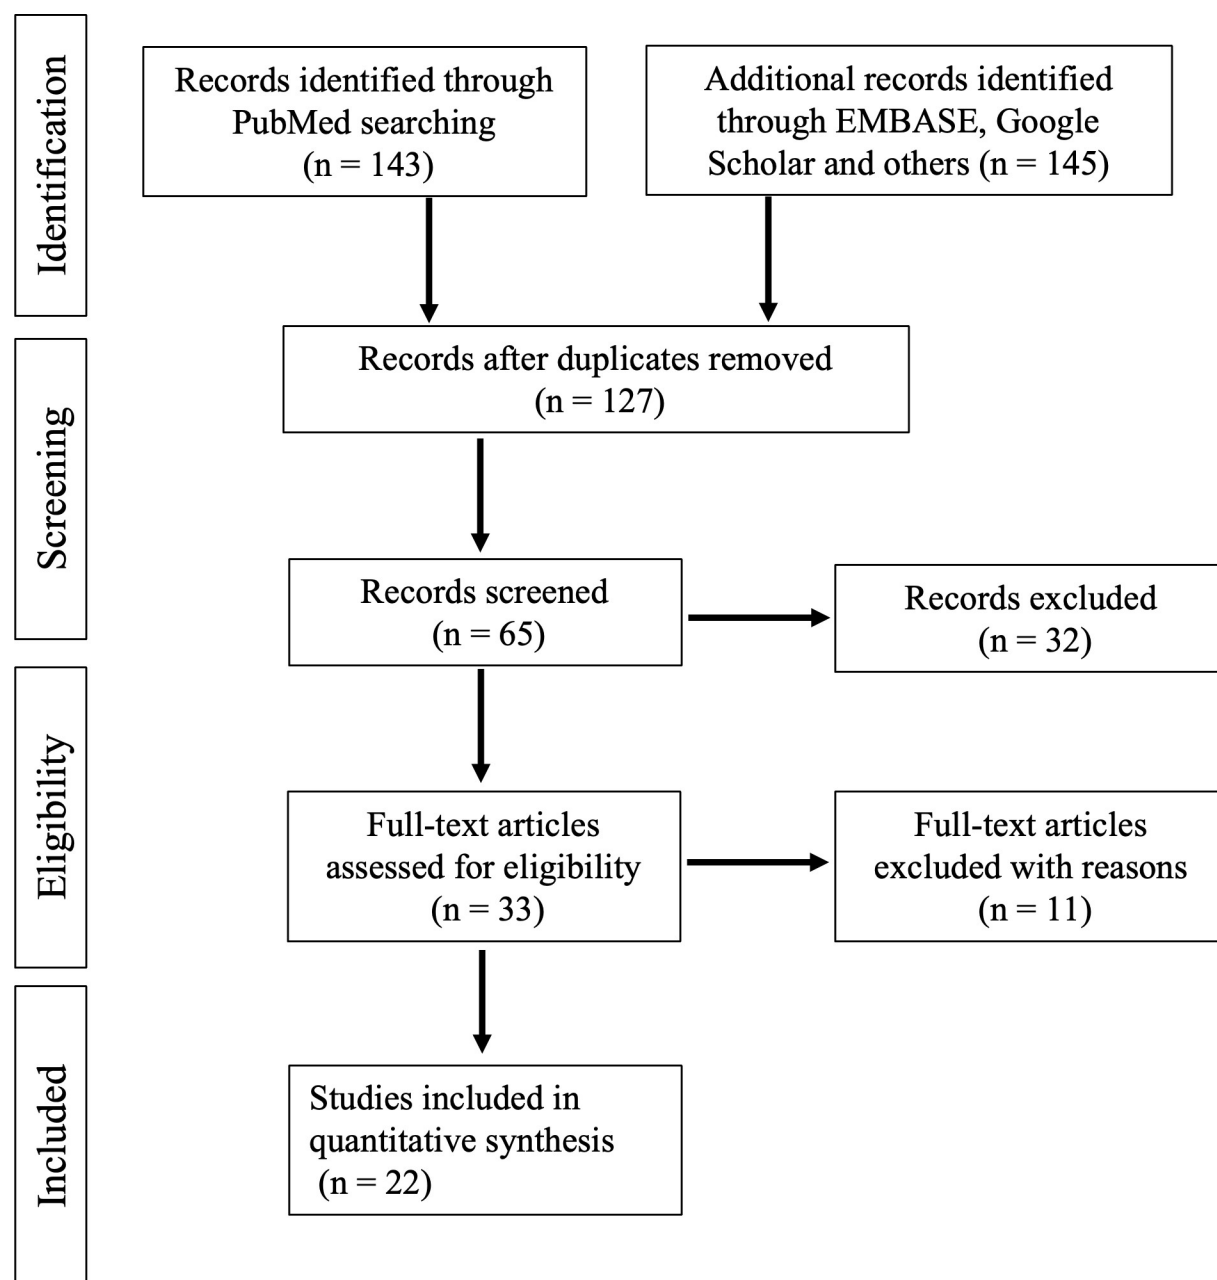 Identification
Records identified through
PubMed searching
(n = 143)
Additional records identified
through EMBASE, Google
Scholar and others (n = 145)
Records after duplicates removed
(n = 127)
Screening
Records screened
(n = 65)
Records excluded
(n = 32)
Eligibility
Full-text articles
assessed for eligibility
(n = 33)
Full-text articles
excluded with reasons
(n = 11)
Included
Studies included in
quantitative synthesis
(n = 22)